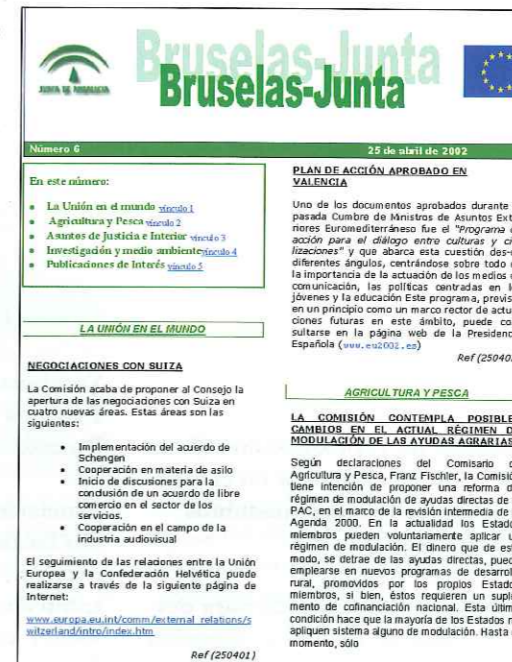 JUNTA DE ANDALUCIA
Bruselas-Junta
Bruselas-Junta
Número 6
25 de abril de 2002
En este número:
• La Unión en el mundo vínculo 1
• Agricultura y Pesca vínculo 2
• Asuntos de Justicia e Interior vínculo 3
• Investigación y medio ambiente vínculo 4
• Publicaciones de Interés vínculo 5
LA UNIÓN EN EL MUNDO
NEGOCIACIONES CON SUIZA
La Comisión acaba de proponer al Consejo la
apertura de las negociaciones con Suiza en
cuatro nuevas áreas. Estas áreas son las
siguientes:
• Implementación del acuerdo de
Schengen
• Cooperación en materia de asilo
• Inicio de discusiones para la
conclusión de un acuerdo de libre
comercio en el sector de los
servicios.
• Cooperación en el campo de la
industria audiovisual
El seguimiento de las relaciones entre la Unión
Europea y la Confederación Helvética puede
realizarse a través de la siguiente página de
Internet:
www.europa.eu.int/comm/external_relations/s
witzerland/intro/index.htm
Ref (250401)
PLAN DE ACCIÓN APROBADO EN
VALENCIA
Uno de los documentos aprobados durante
pasada Cumbre de Ministros de Asuntos Ext
riores Euromediterráneo fue el "Programa
acción para el diálogo entre culturas y ci
lizaciones" y que abarca esta cuestión des-
diferentes ángulos, centrándose sobre todo
la importancia de la actuación de los medios
comunicación, las políticas centradas en l
jóvenes y la educación Este programa, previs
en un principio como un marco rector de actu
ciones futuras en este ámbito, puede co
sultarse en la página web de la Presidenc
Española (www.eu2002.es)
Ref (25040
AGRICULTURA Y PESCA
LA COMISIÓN CONTEMPLA POSIBLE
CAMBIOS EN EL ACTUAL RÉGIMEN D
MODULACIÓN DE LAS AYUDAS AGRARIAS
Según declaraciones del Comisario d
Agricultura y Pesca, Franz Fischler, la Comisió
tiene intención de proponer una reforma d
régimen de modulación de ayudas directas de
PAC, en el marco de la revisión intermedia de
Agenda 2000. En la actualidad los Estado
miembros pueden voluntariamente aplicar u
régimen de modulación. El dinero que de est
modo, se detrae de las ayudas directas, pued
emplearse en nuevos programas de desarrol
rural, promovidos por los propios Estado
miembros, si bien, éstos requieren un suple
mento de cofinanciación nacional. Esta últim
condición hace que la mayoría de los Estados n
apliquen sistema alguno de modulación. Hasta
momento, sólo